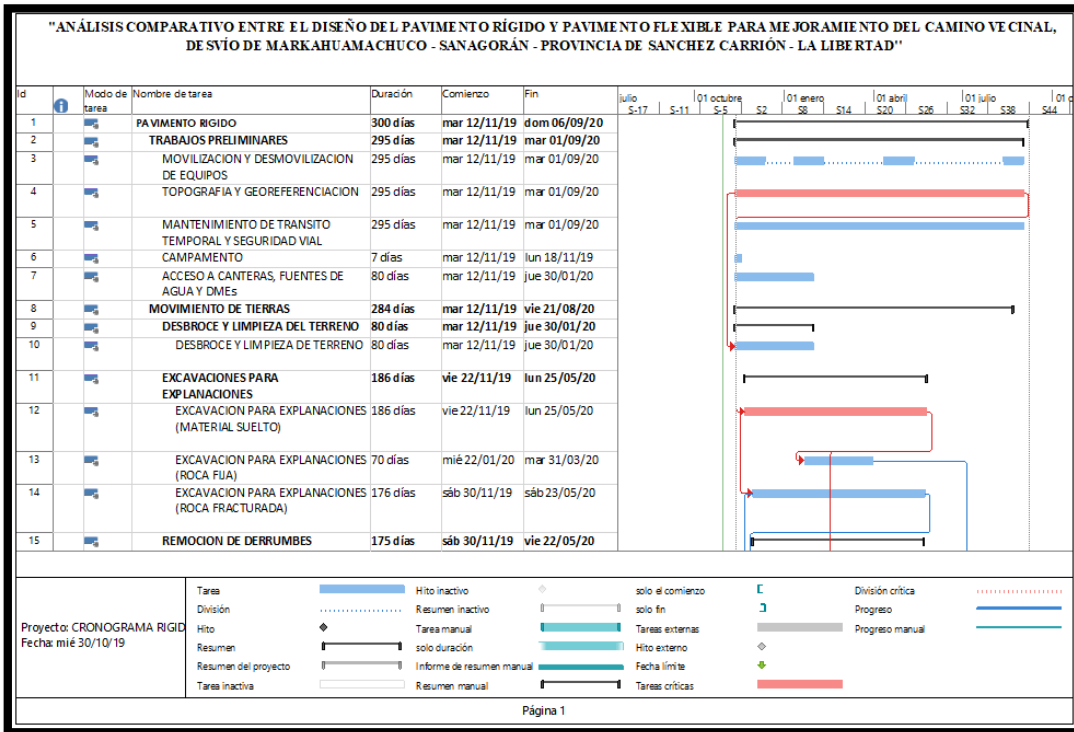 "ANÁLISIS COMPARATIVO ENTRE EL DISEÑO DEL PAVIMENTO RÍGIDO Y PAVIMENTO FLEXIBLE PARA MEJORAMIENTO DEL CAMINO VECINAL,
DESVÍO DE MARKAHUAMACHUCO - SANAGORÁN - PROVINCIA DE SANCHEZ CARRIÓN - LA LIBERTAD"
Id Modo de tarea Nombre de tarea Duración Comienzo Fin
julio 01 octubre 01 enero 01 abril 01 julio 01 o
S-17 S-11 S-5 S2 S8 S14 S20 S26 S32 S38 S44
1 PAVIMENTO RIGIDO 300 días mar 12/11/19 dom 06/09/20
2 TRABAJOS PRELIMINARES 295 días mar 12/11/19 mar 01/09/20
3 MOVILIZACION Y DESMOVILIZACION 295 días mar 12/11/19 mar 01/09/20
DE EQUIPOS
4 TOPOGRAFIA Y GEOREFERENCIACION 295 días mar 12/11/19 mar 01/09/20
5 MANTENIMIENTO DE TRANSITO 295 días mar 12/11/19 mar 01/09/20
TEMPORAL Y SEGURIDAD VIAL
6 CAMPAMENTO 7 días mar 12/11/19 lun 18/11/19
7 ACCESO A CANTERAS, FUENTES DE 80 días mar 12/11/19 jue 30/01/20
AGUA Y DMEs
8 MOVIMIENTO DE TIERRAS 284 días mar 12/11/19 vie 21/08/20
9 DESBROCE Y LIMPIEZA DEL TERRENO 80 días mar 12/11/19 jue 30/01/20
10 DESBROCE Y LIMPIEZA DE TERRENO 80 días mar 12/11/19 jue 30/01/20
11 EXCAVACIONES PARA 186 días vie 22/11/19 lun 25/05/20
EXPLANACIONES
12 EXCAVACION PARA EXPLANACIONES 186 días vie 22/11/19 lun 25/05/20
(MATERIAL SUELTO)
13 EXCAVACION PARA EXPLANACIONES 70 días mié 22/01/20 mar 31/03/20
(ROCA FIJA)
14 EXCAVACION PARA EXPLANACIONES 176 días sáb 30/11/19 sáb 23/05/20
(ROCA FRACTURADA)
15 REMOCION DE DERRUMBES 175 días sáb 30/11/19 vie 22/05/20
Proyecto: CRONOGRAMA RIGID
Fecha: mié 30/10/19
Tarea Hito inactivo solo el comienzo División crítica
División Resumen inactivo solo fin Progreso
Hito Tarea manual Tareas externas Progreso manual
Resumen solo duración Hito externo
Resumen del proyecto Informe de resumen manual Fecha límite
Tarea inactiva Resumen manual Tareas críticas
Página 1